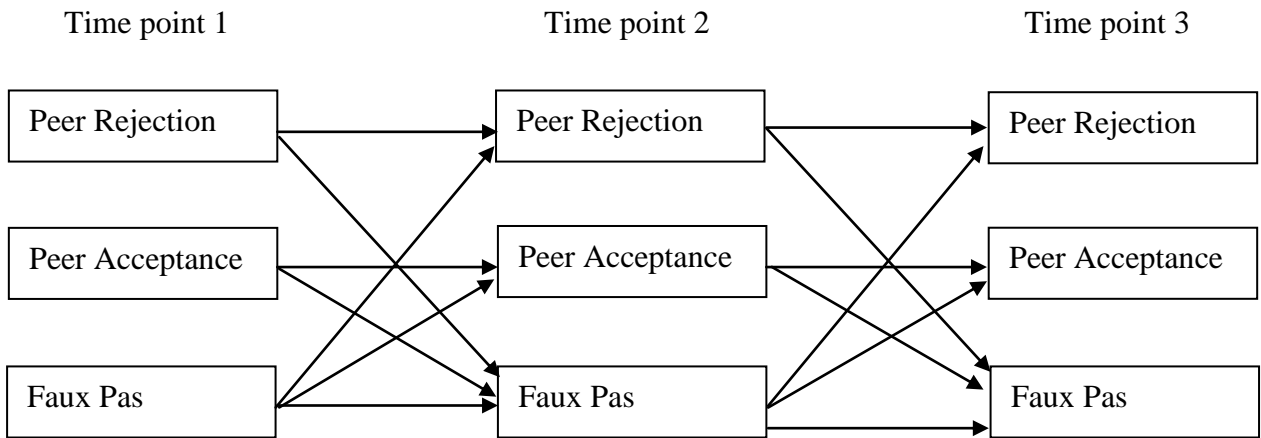 Time point 1
Time point 2
Time point 3
Peer Rejection
Peer Rejection
Peer Rejection
Peer Acceptance
Peer Acceptance
Peer Acceptance
Faux Pas
Faux Pas
Faux Pas